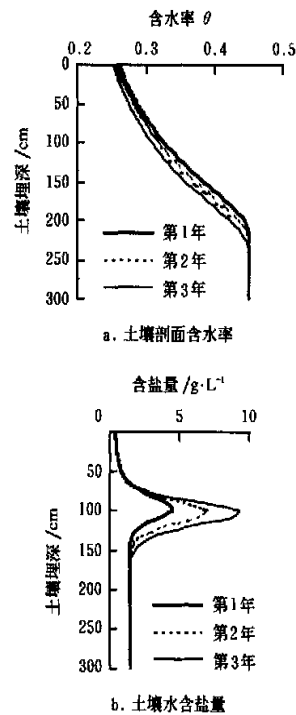 含水率 θ
0.2 0.3 0.4 0.5
0
50
100
150
200
250
300
土壤埋深/cm
第1年
第2年
第3年
a. 土壤剖面含水率
含盐量/g·L⁻¹
0 5 10
50
100
150
200
250
300
土壤埋深/cm
第1年
第2年
第3年
b. 土壤水含盐量